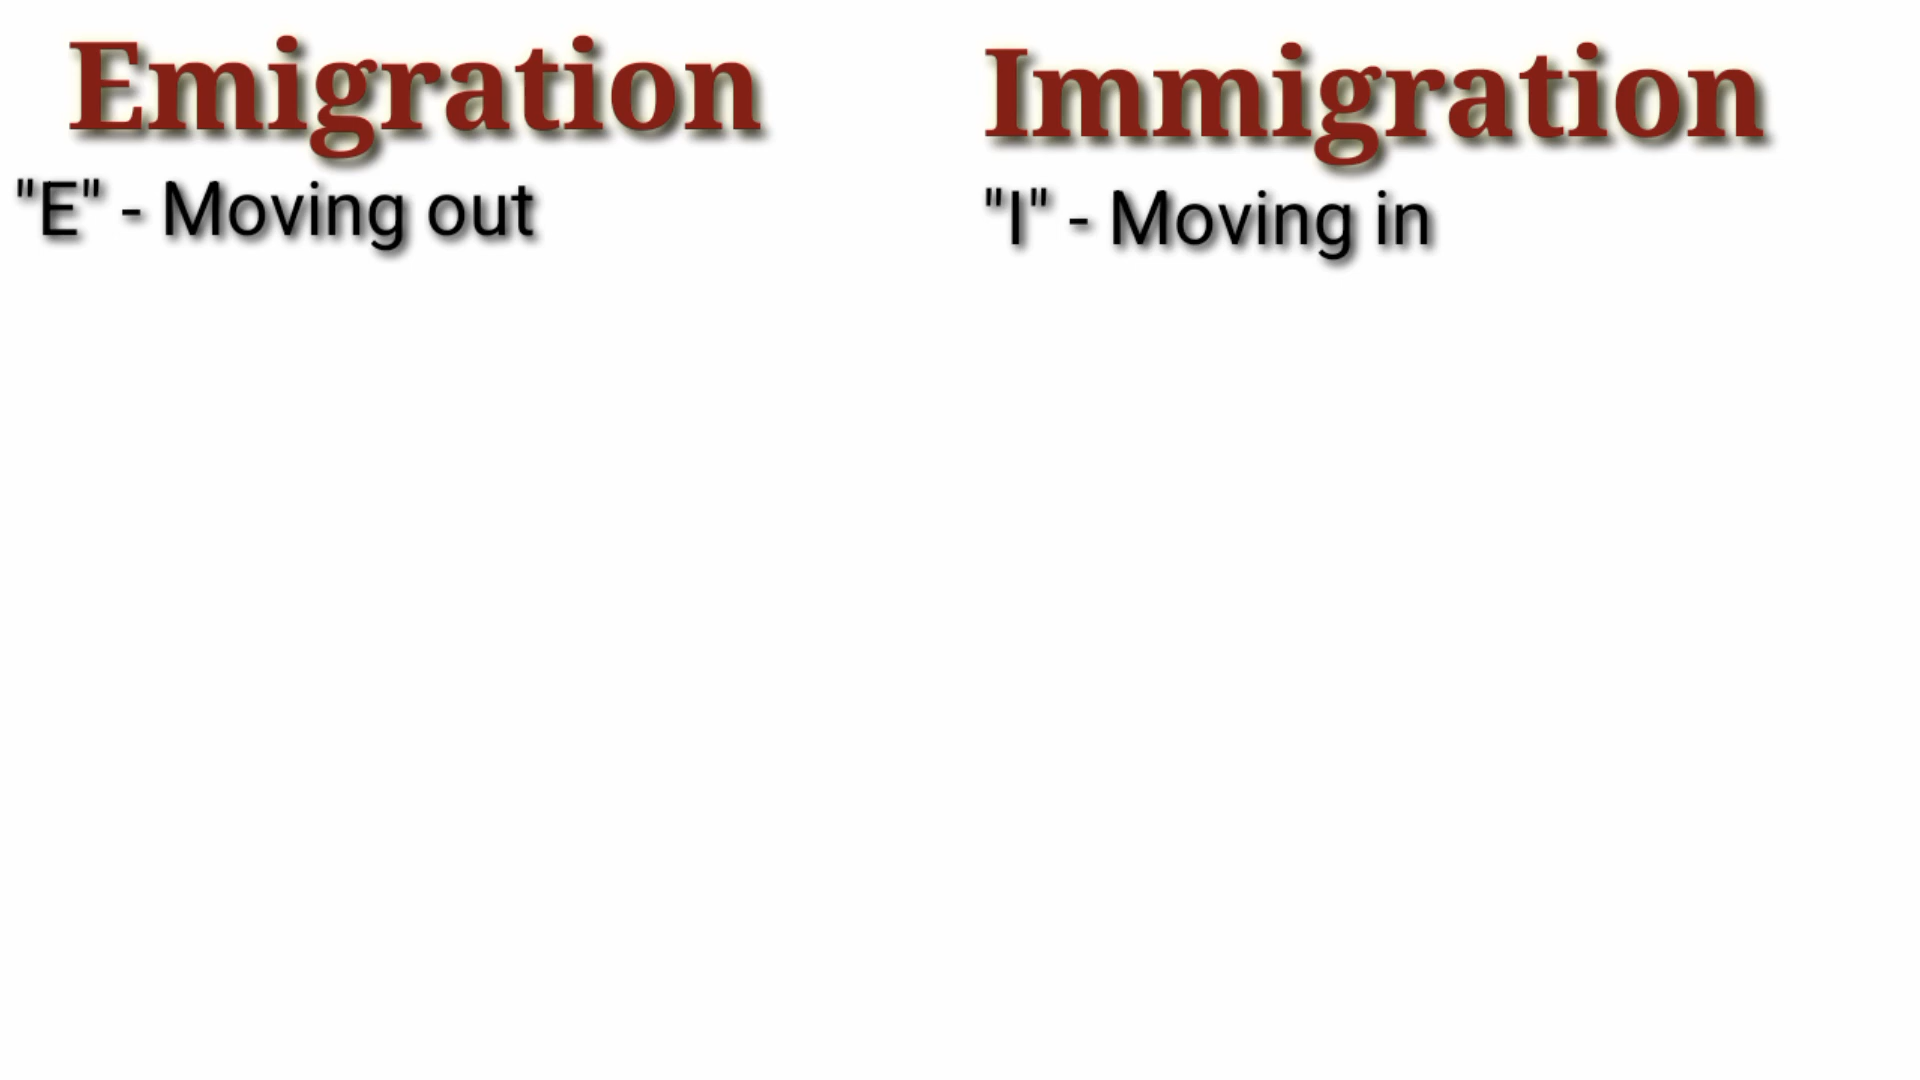 Emigration
"E" - Moving out
Immigration
"I" - Moving in